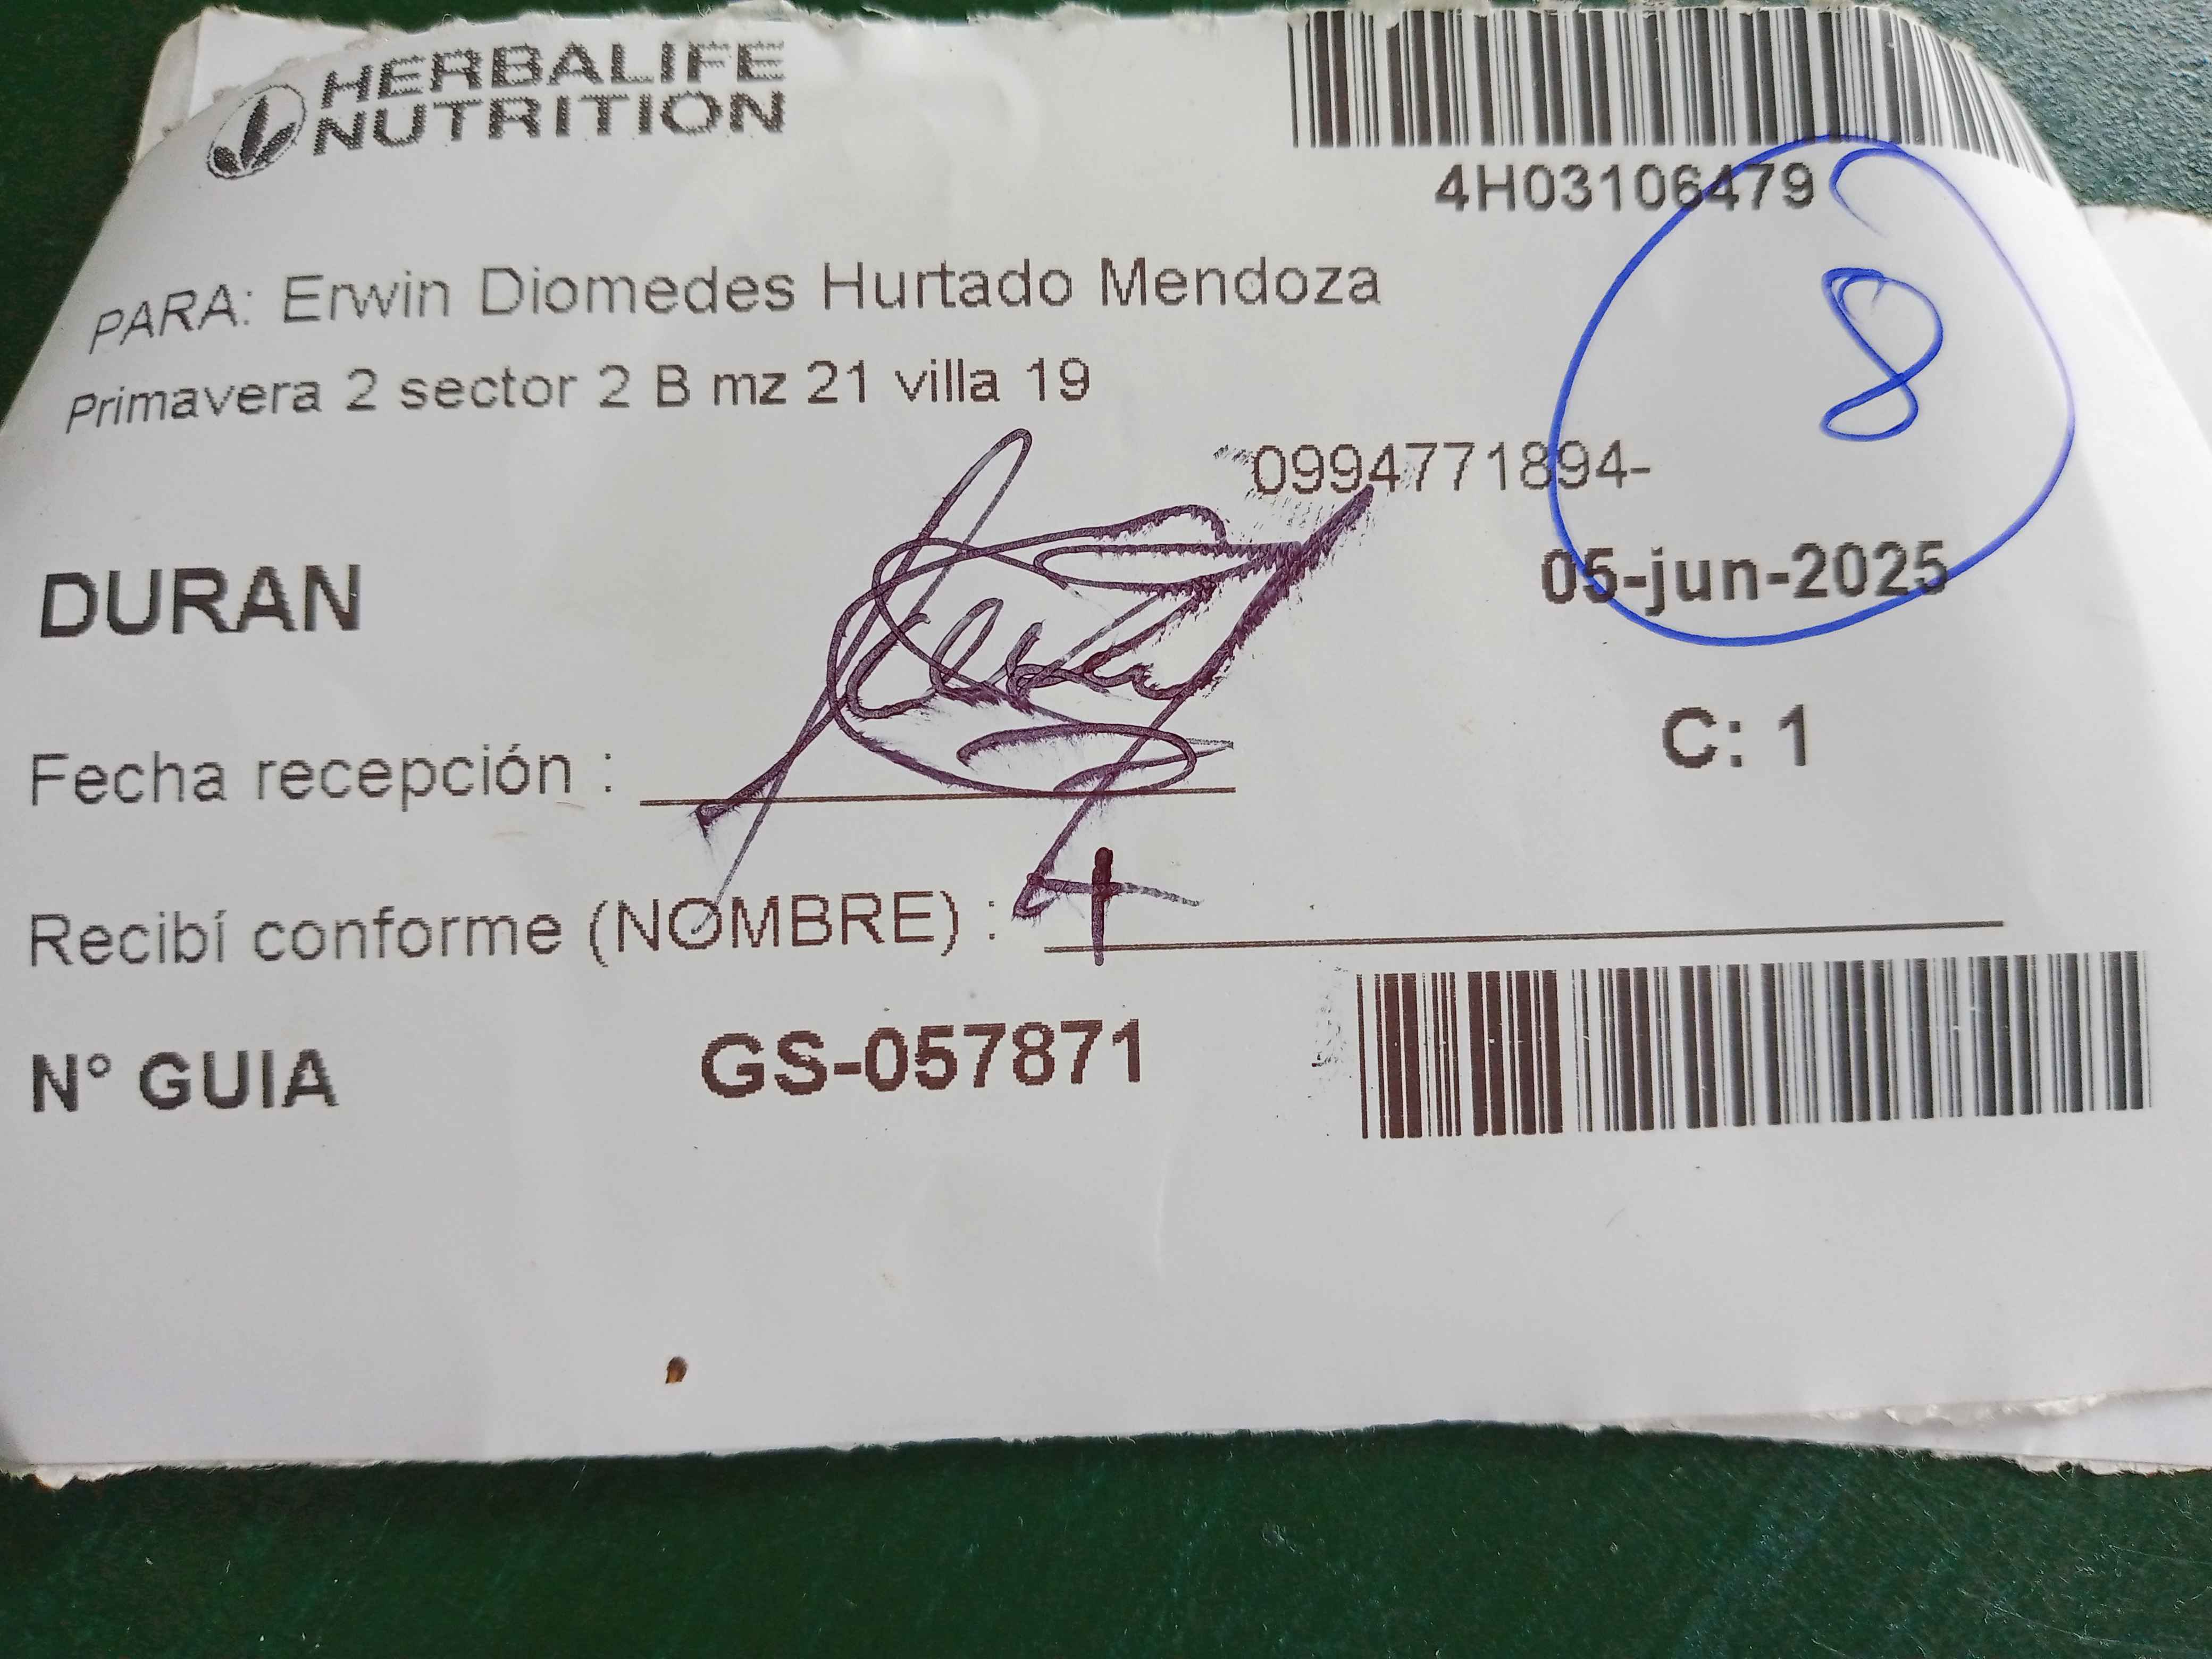 HERBALIFE
NUTRITION
4H03106479
8
PARA: Erwin Diomedes Hurtado Mendoza
Primavera 2 sector 2 B mz 21 villa 19
0994771894-
DURAN
05-jun-2025
C: 1
Fecha recepción :
Recibí conforme (NOMBRE) :
N° GUIA GS-057871